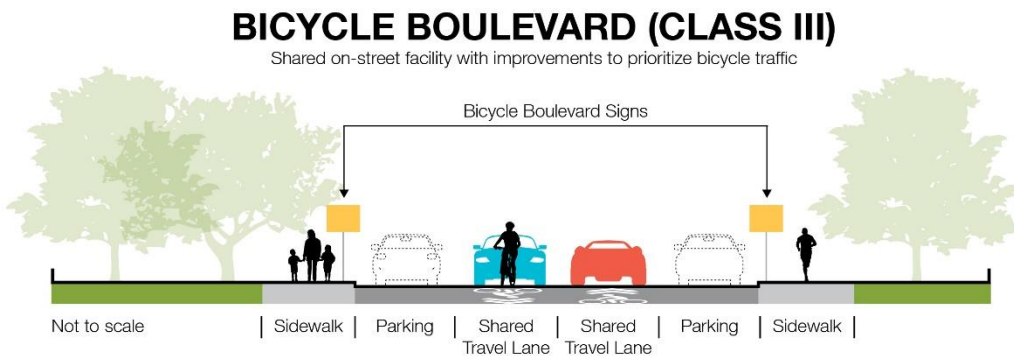 BICYCLE BOULEVARD (CLASS III)
Shared on-street facility with improvements to prioritize bicycle traffic
Bicycle Boulevard Signs
Not to scale
Sidewalk
Parking
Shared
Travel Lane
Shared
Travel Lane
Parking
Sidewalk